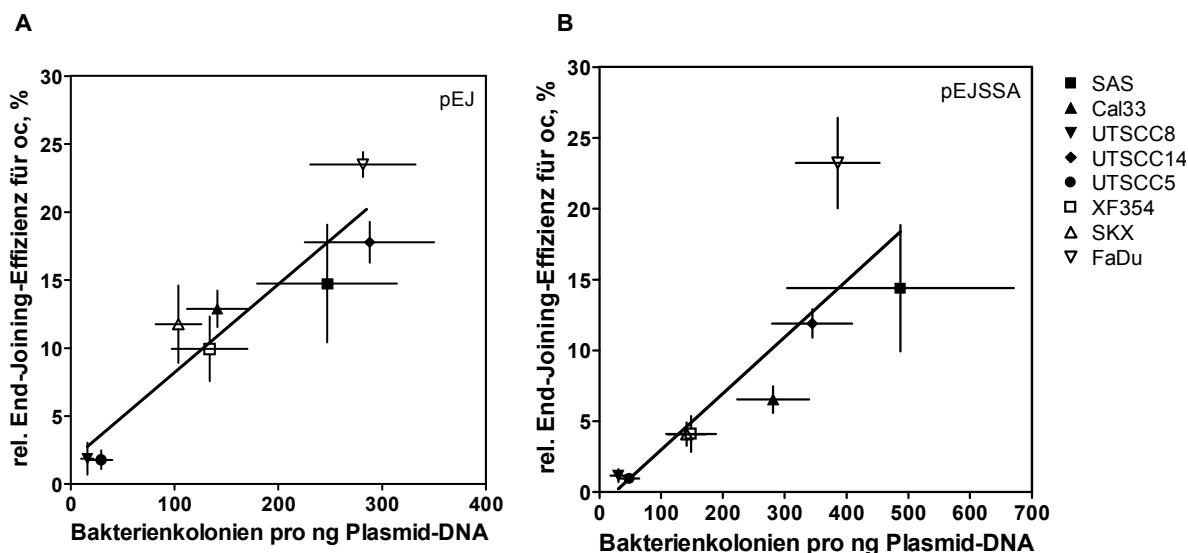 A
B
rel. End-Joining-Effizienz für oc, %
30
25
20
15
10
5
0
pEJ
0 100 200 300 400
Bakterienkolonien pro ng Plasmid-DNA
rel. End-Joining-Effizienz für oc, %
30
25
20
15
10
5
0
pEJSSA
0 100 200 300 400 500 600 700
Bakterienkolonien pro ng Plasmid-DNA
SAS
Cal33
UTSCC8
UTSCC14
UTSCC5
XF354
SKX
FaDu